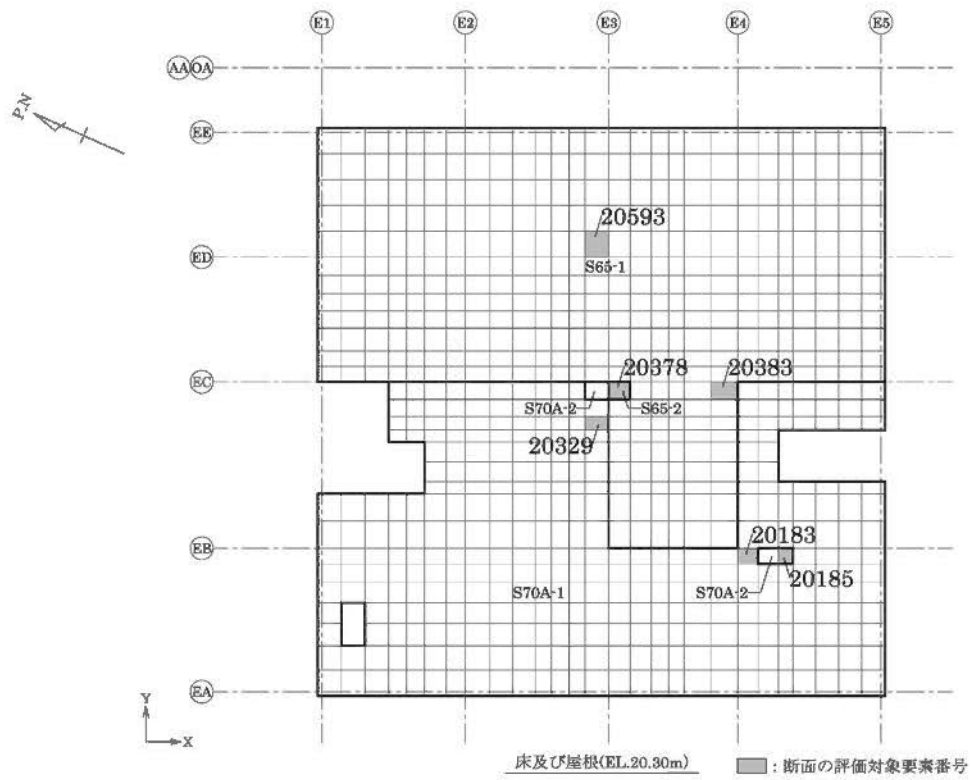 E1 E2 E3 E4 E5
AA OA
P.N
EE
20593
ED
S65-1
20378 20383
EC
S70A-2 S65-2
20329
20183
EB
20185
S70A-1 S70A-2
EA
Y
X
床及び屋根(EL.20.30m) :断面の評価対象要素番号